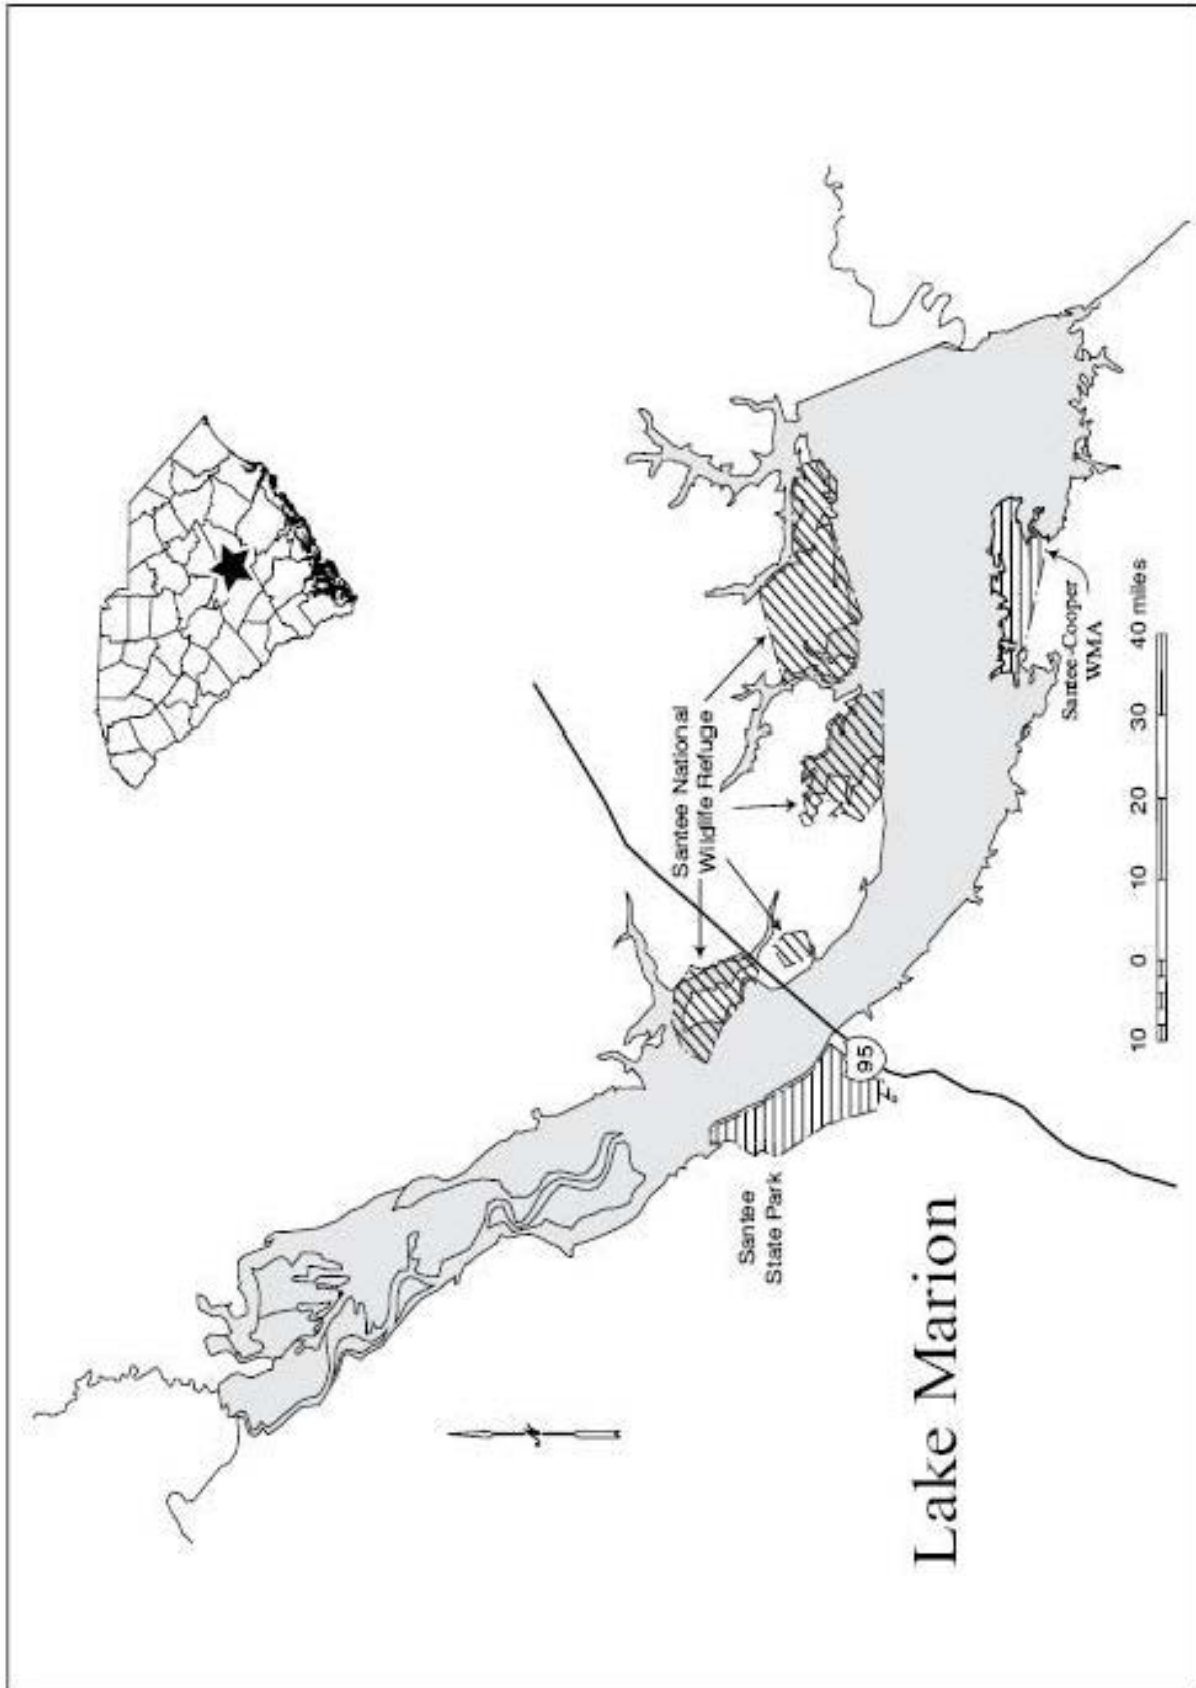 Santee National
Wildlife Refuge
95
Santee
State Park
Santee-Cooper
WMA
10 0 10 20 30 40 miles
Lake Marion